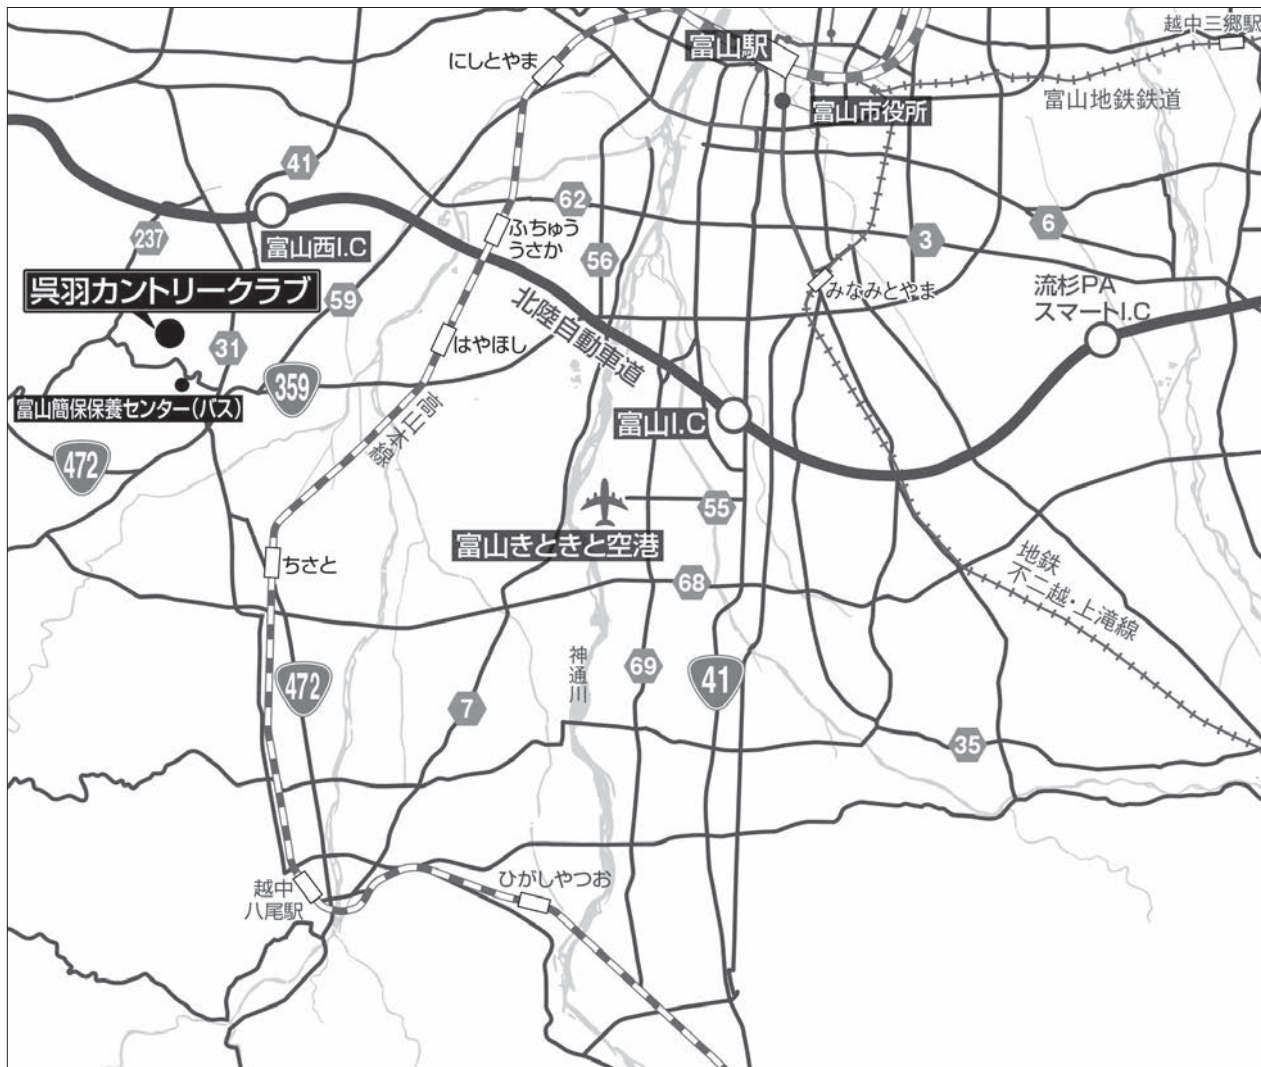 越中三郷駅
富山駅
にしとやま
富山地鉄鉄道
富山市役所
41
62
6
237
富山西I.C
ふちゅう
うさか
3
56
呉羽カントリークラブ
59
北陸自動車道
みなみとやま
流杉PA
スマートI.C
31
はやほし
359
富山簡保保養センター(バス)
高山本線
富山I.C
472
55
富山きときと空港
ちさと
68
地鉄
不二越・上滝線
神通川
69
41
472
7
35
越中
八尾駅
ひがしやつお